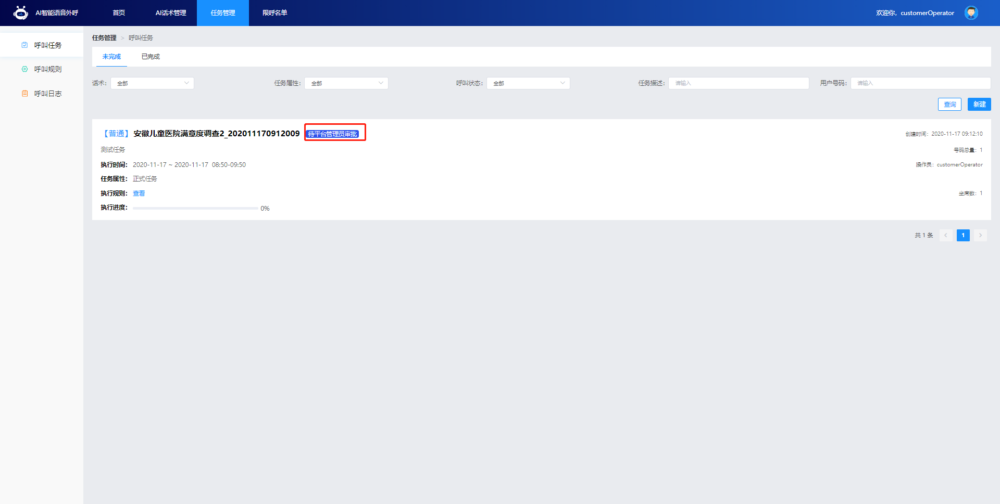 AI智能语音外呼 首页 AI话术管理 任务管理 限呼名单 欢迎你, customerOperator
呼叫任务
呼叫规则
呼叫日志
任务管理 > 呼叫任务
未完成 已完成
话术: 全部 任务属性: 全部 呼叫状态: 全部 任务描述: 请输入 用户号码: 请输入
查询 新建
【普通】 安徽儿童医院满意度调查2_202011170912009 待平台管理员审批 创建时间: 2020-11-17 09:12:10
测试任务 号码总量: 1
执行时间: 2020-11-17 ~ 2020-11-17 08:50-09:50 操作员: customerOperator
任务属性: 正式任务
执行规则: 查看 坐席数: 1
执行进度: 0%
共 1 条 < 1 >